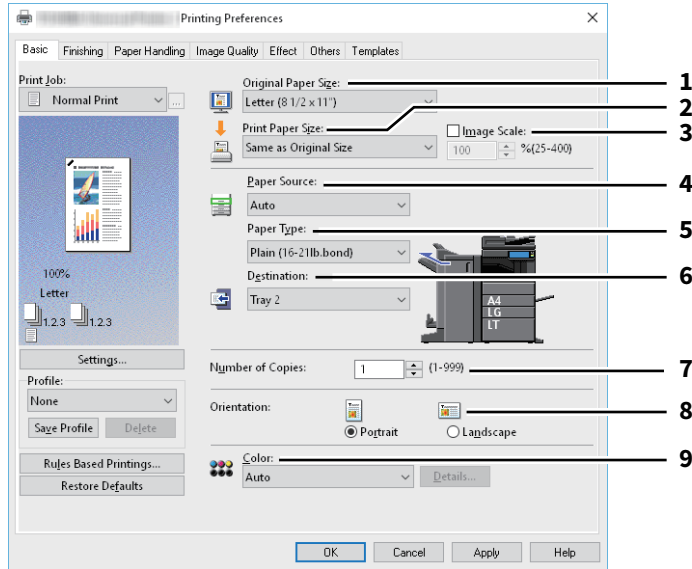 Printing Preferences
Basic Finishing Paper Handling Image Quality Effect Others Templates
Print Job:
Normal Print
...
100%
Letter
1.2.3 1.2.3
Settings...
Profile:
None
Save Profile Delete
Rules Based Printings...
Restore Defaults
Original Paper Size: 1
Letter (8 1/2 x 11")
Print Paper Size: 2
Same as Original Size
Image Scale: 3
100 %(25-400)
Paper Source: 4
Auto
Paper Type: 5
Plain (16-21lb.bond)
Destination: 6
Tray 2
A4
LG
LT
Number of Copies: 1 (1-999) 7
Orientation: 8
Portrait Landscape
Color: 9
Auto Details...
OK Cancel Apply Help